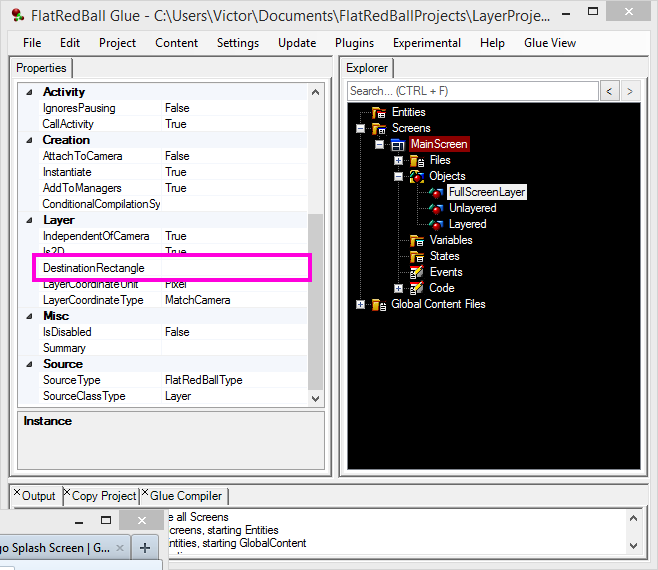 FlatRedBall Glue - C:\Users\Victor\Documents\FlatRedBallProjects\LayerProje...
File Edit Project Content Settings Update Plugins Experimental Help Glue View
Properties
Activity
IgnoresPausing False
CallActivity True
Creation
AttachToCamera False
Instantiate True
AddToManagers True
ConditionalCompilationSy
Layer
IndependentOfCamera True
Is2D True
DestinationRectangle
LayerCoordinateUnit Pixel
LayerCoordinateType MatchCamera
Misc
IsDisabled False
Summary
Source
SourceType FlatRedBallType
SourceClassType Layer
Instance
Explorer
Search... (CTRL + F) < >
Entities
Screens
MainScreen
Files
Objects
FullScreenLayer
Unlayered
Layered
Variables
States
Events
Code
Global Content Files
Output Copy Project Glue Compiler
e all Screens
creens, starting Entities
ntities, starting GlobalContent
go Splash Screen | G...